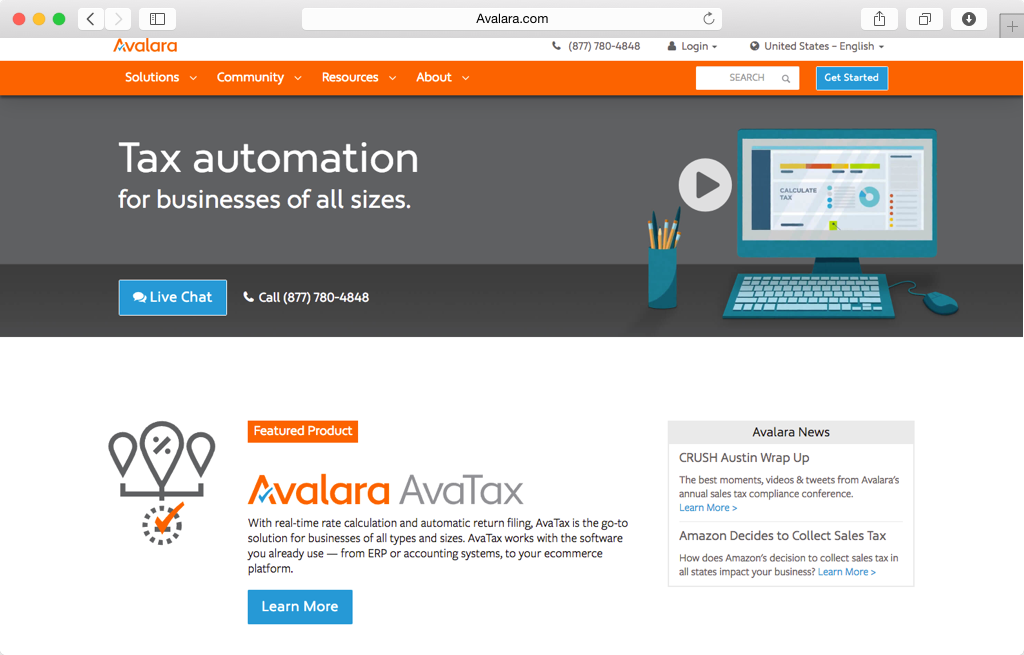 Avalara.com
Avalara
(877) 780-4848
Login
United States - English
Solutions
Community
Resources
About
SEARCH
Get Started
Tax automation
for businesses of all sizes.
CALCULATE
TAX
Live Chat
Call (877) 780-4848
Featured Product
Avalara AvaTax
With real-time rate calculation and automatic return filing, AvaTax is the go-to
solution for businesses of all types and sizes. AvaTax works with the software
you already use — from ERP or accounting systems, to your ecommerce
platform.
Learn More
Avalara News
CRUSH Austin Wrap Up
The best moments, videos & tweets from Avalara's
annual sales tax compliance conference.
Learn More >
Amazon Decides to Collect Sales Tax
How does Amazon's decision to collect sales tax in
all states impact your business? Learn More >